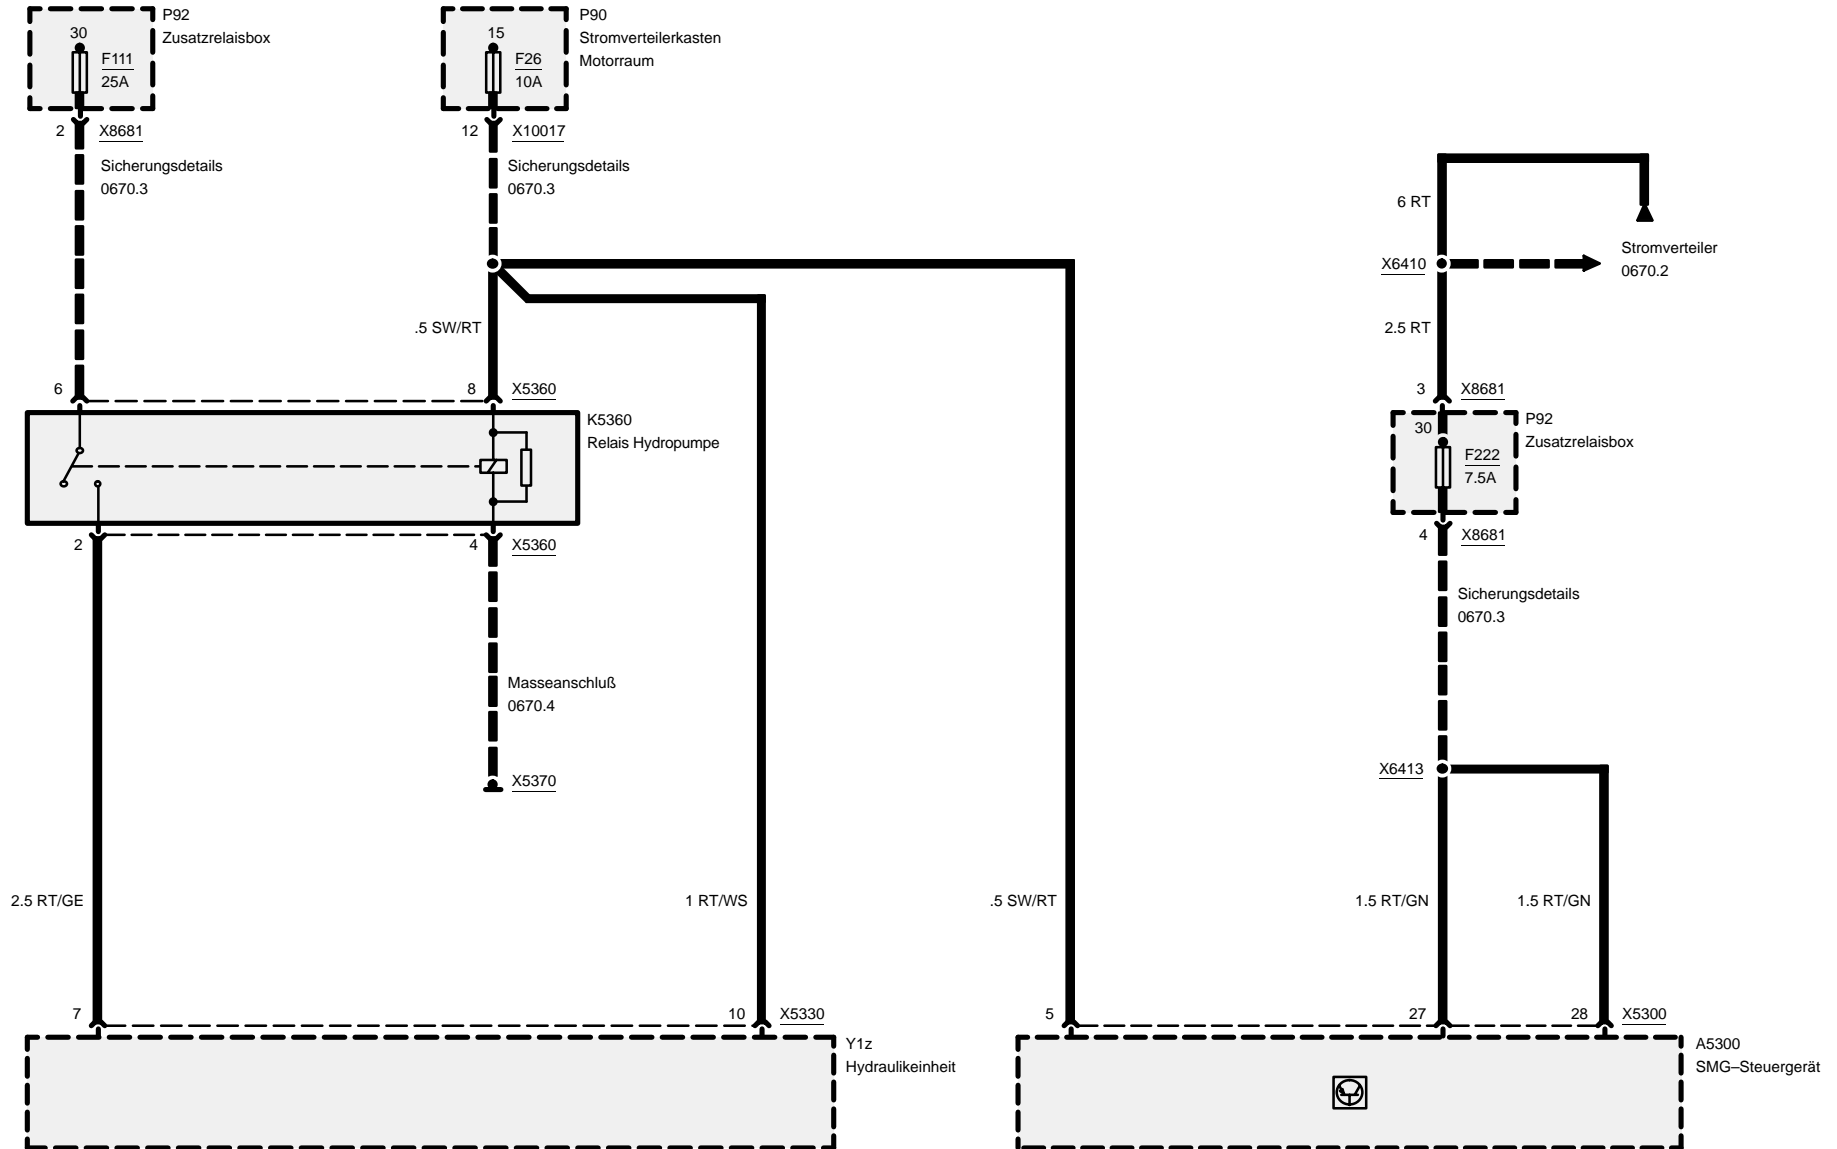 P92
Zusatzrelaisbox
30
F111
25A
2 X8681
Sicherungsdetails
0670.3
P90
Stromverteilerkasten
Motorraum
15
F26
10A
12 X10017
Sicherungsdetails
0670.3
6 RT
Stromverteiler
0670.2
X6410
.5 SW/RT
2.5 RT
6
8 X5360
3 X8681
K5360
Relais Hydropumpe
P92
Zusatzrelaisbox
30
F222
7.5A
2
4 X5360
4 X8681
Sicherungsdetails
0670.3
Masseanschluß
0670.4
X5370
X6413
2.5 RT/GE
1 RT/WS
.5 SW/RT
1.5 RT/GN
1.5 RT/GN
7
10 X5330
5
27
28 X5300
Y1z
Hydraulikeinheit
A5300
SMG–Steuergerät